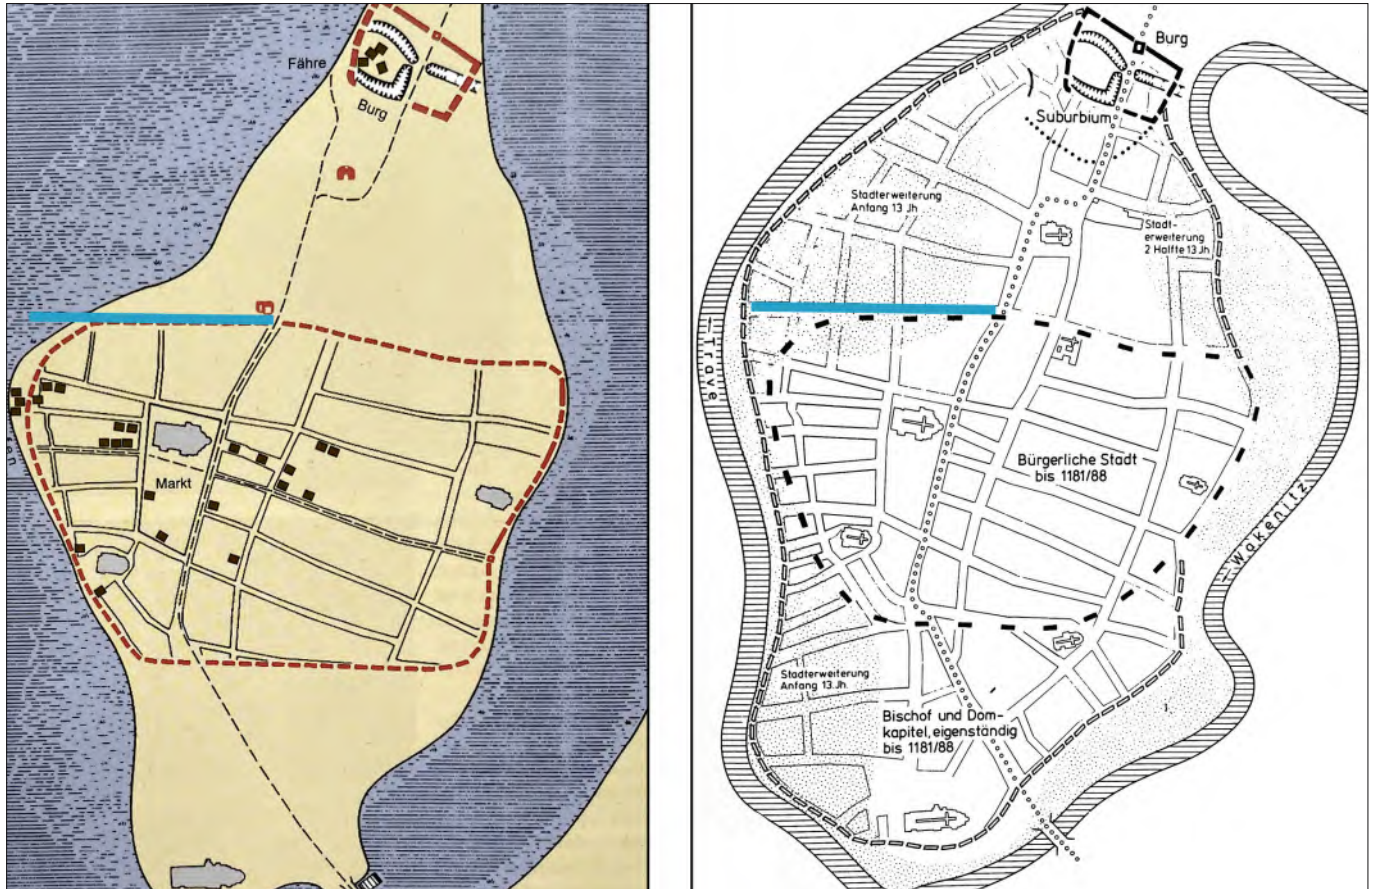 Fähre
Burg
Markt
en
Burg
Suburbium
Stadterweiterung
Anfang 13 Jh.
Stadt-
erweiterung
2 Hälfte 13 Jh.
Trave
Bürgerliche Stadt
bis 1181/88
Wakenitz
Stadterweiterung
Anfang 13. Jh.
Bischof und Dom-
kapitel, eigenständig
bis 1181/88